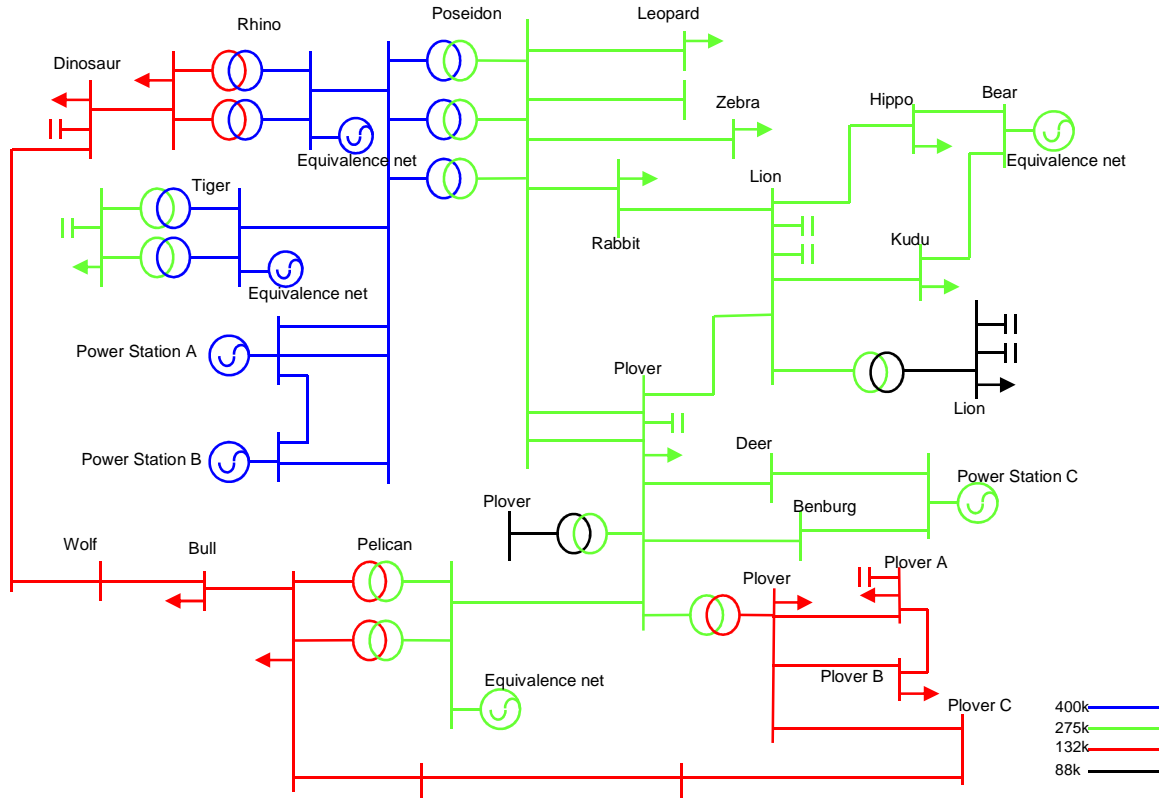 Rhino
Poseidon
Leopard
Dinosaur
Zebra
Hippo
Bear
Equivalence net
Equivalence net
Tiger
Lion
Rabbit
Kudu
Equivalence net
Power Station A
Plover
Lion
Power Station B
Deer
Power Station C
Plover
Benburg
Wolf
Bull
Pelican
Plover
Plover A
Equivalence net
Plover B
Plover C
400k
275k
132k
88k